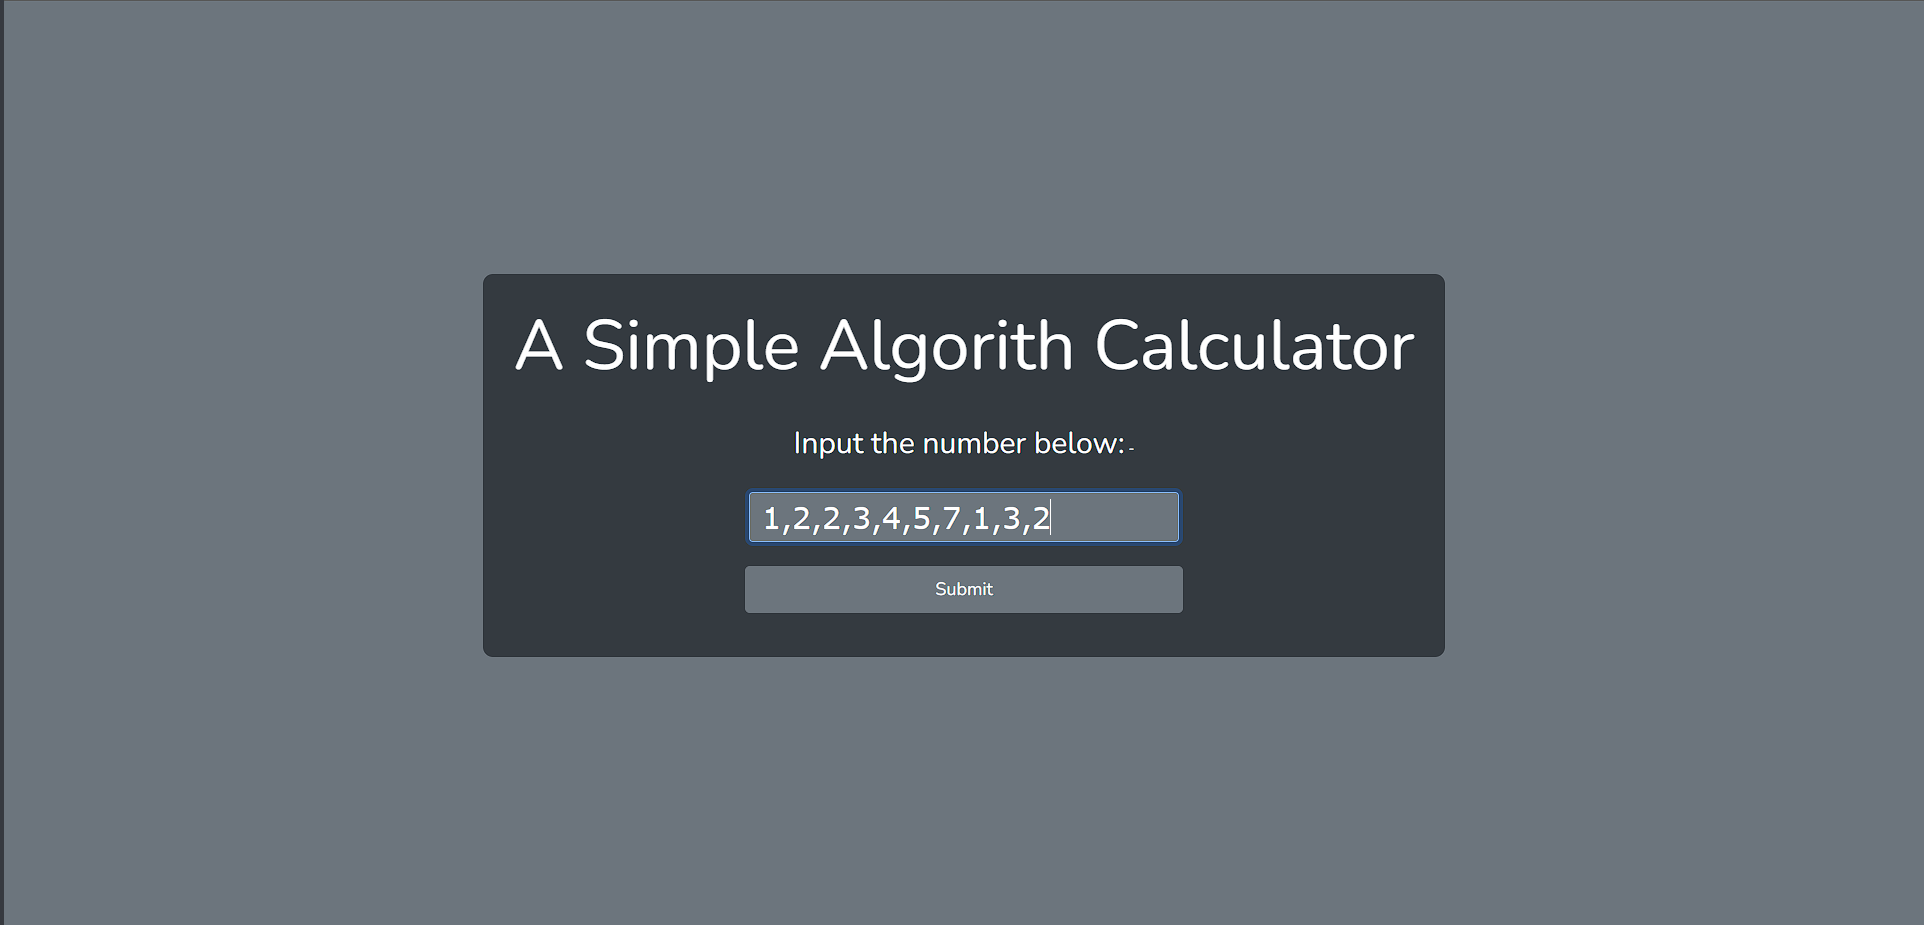 A Simple Algorith Calculator
Input the number below: -
1,2,2,3,4,5,7,1,3,2
Submit